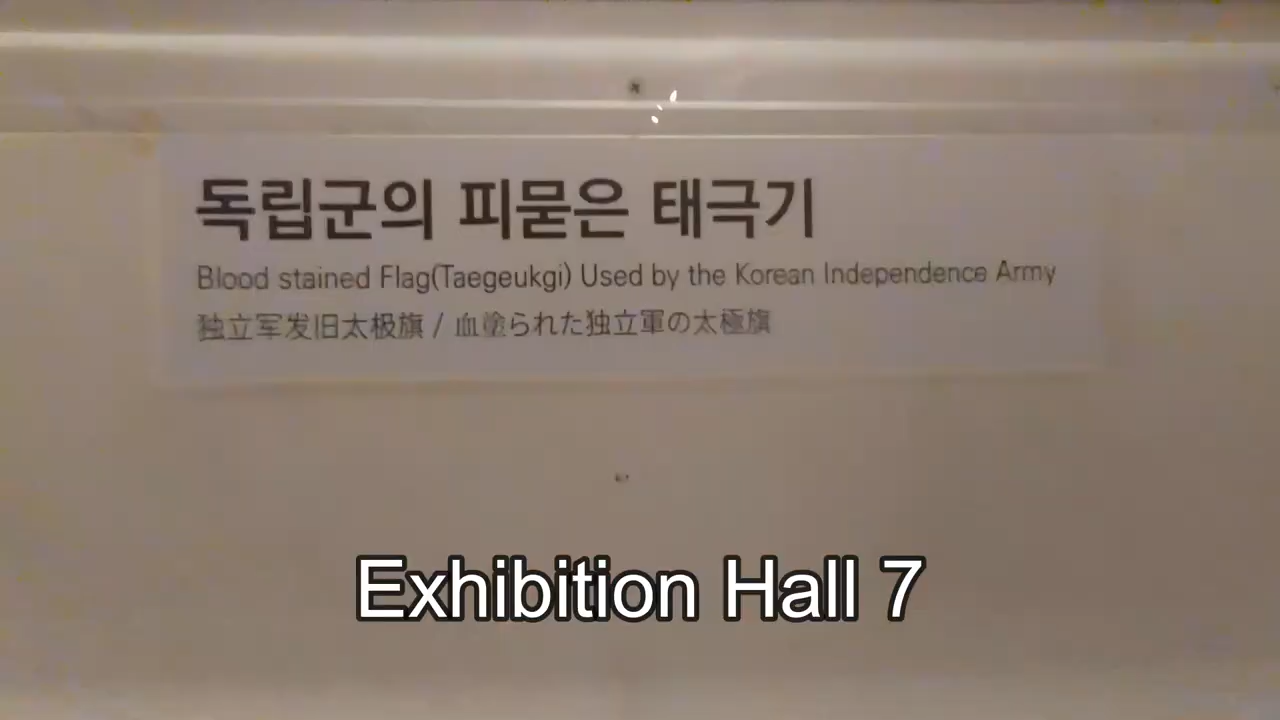 독립군의 피묻은 태극기
Blood stained Flag(Taegeukgi) Used by the Korean Independence Army
独立军发旧太极旗 / 血塗られた独立軍の太極旗
Exhibition Hall 7